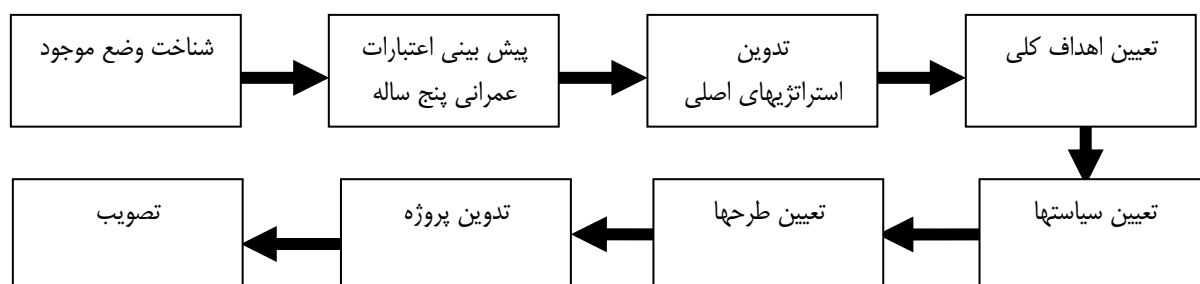 شناخت وضع موجود
پیش بینی اعتبارات
عمرانی پنج ساله
تدوین
استراتژیهای اصلی
تعیین اهداف کلی
تعیین سیاستها
تعیین طرحها
تدوین پروژه
تصویب